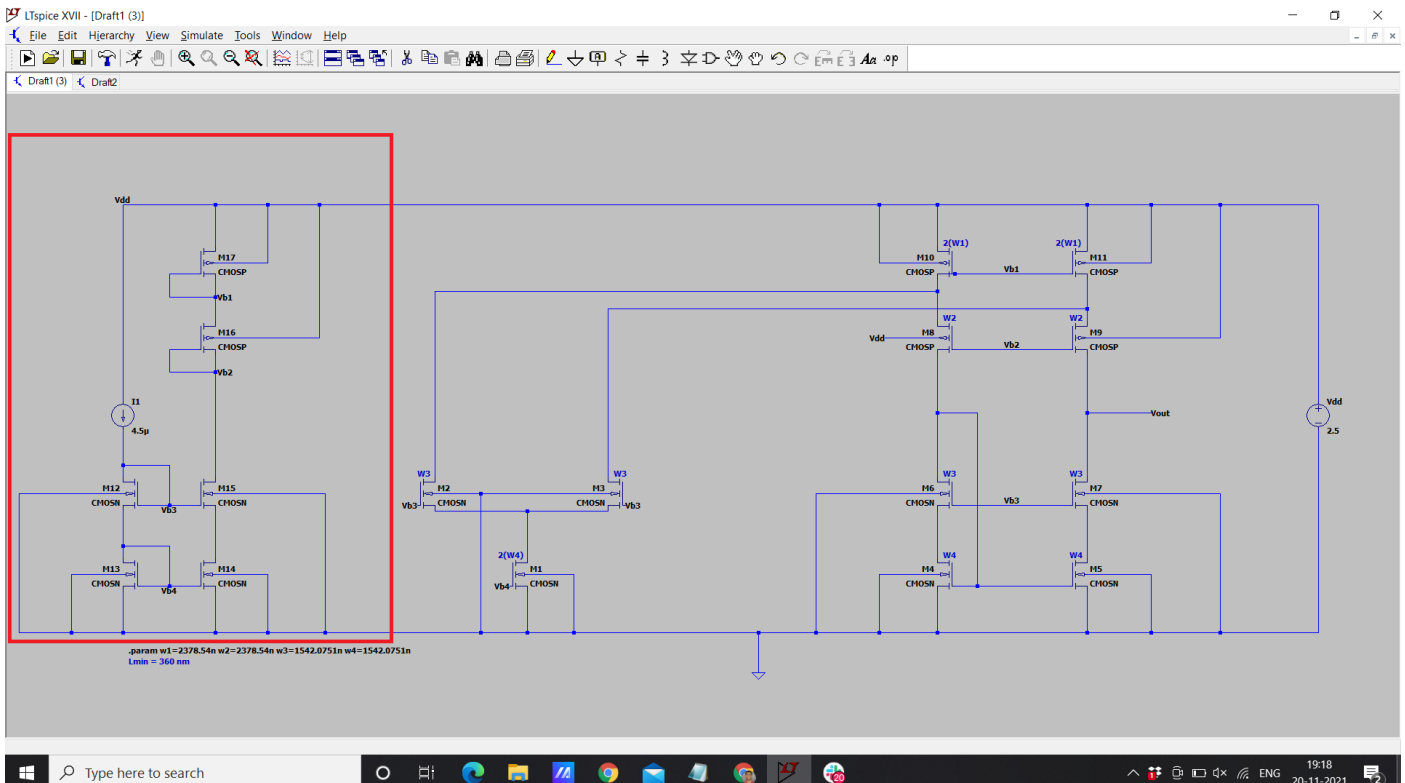 LTspice XVII - [Draft1 (3)]
File Edit Hierarchy View Simulate Tools Window Help
Draft1 (3) Draft2
Vdd
2(W1) 2(W1)
M17 M10 Vb1 M11
CMOSP CMOSP CMOSP
Vb1
W2 W2
M16 Vdd M8 Vb2 M9
CMOSP CMOSP CMOSP
Vb2
I1 Vdd
Vout
4.5µ 2.5
W3 W3 W3 W3
M12 M15 M2 M3 M6 M7
CMOSN CMOSN Vb3 CMOSN CMOSN Vb3 CMOSN Vb3 CMOSN
Vb3
2(W4) W4 W4
M13 M14 M1 M4 M5
CMOSN CMOSN Vb4 CMOSN CMOSN CMOSN
Vb4
.param w1=2378.54n w2=2378.54n w3=1542.0751n w4=1542.0751n
Lmin = 360 nm
Type here to search ENG 19:18
20-11-2021